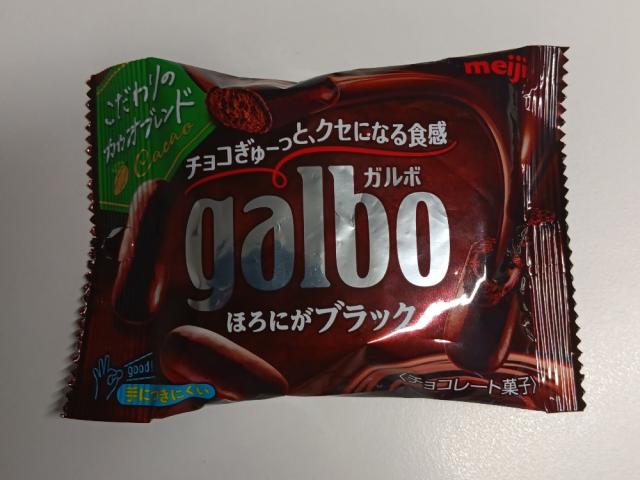 meiji
こだわりの
カカオブレンド
Cacao
チョコぎゅーっと、クセになる食感
ガルボ
galbo
ほろにがブラック
good!
手につきにくい
〈チョコレート菓子〉